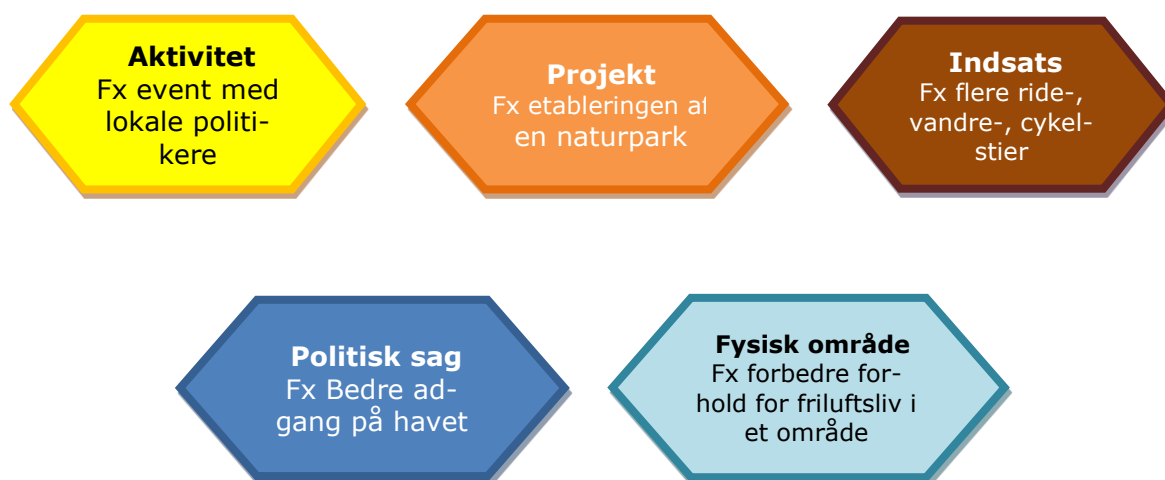 Aktivitet
Fx event med
lokale politi-
kere
Projekt
Fx etableringen af
en naturpark
Indsats
Fx flere ride-,
vandre-, cykel-
stier
Politisk sag
Fx Bedre ad-
gang på havet
Fysisk område
Fx forbedre for-
hold for friluftsliv i
et område